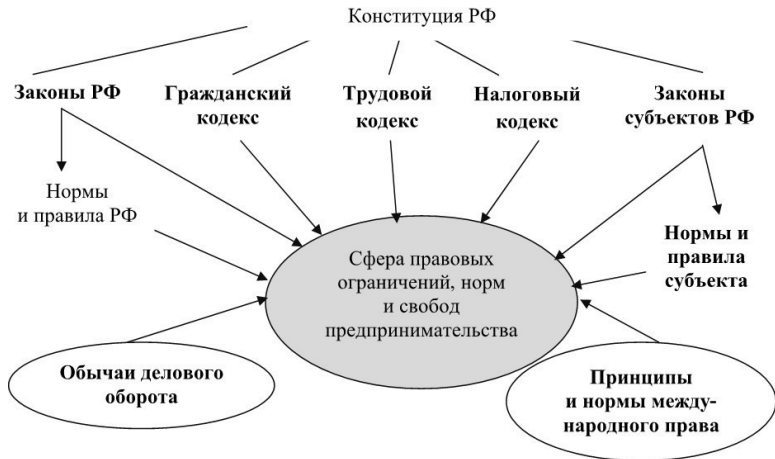 Конституция РФ
Законы РФ
Гражданский
кодекс
Трудовой
кодекс
Налоговый
кодекс
Законы
субъектов РФ
Нормы
и правила РФ
Нормы и
правила
субъекта
Сфера правовых
ограничений, норм
и свобод
предпринимательства
Обычаи делового
оборота
Принципы
и нормы между-
народного права